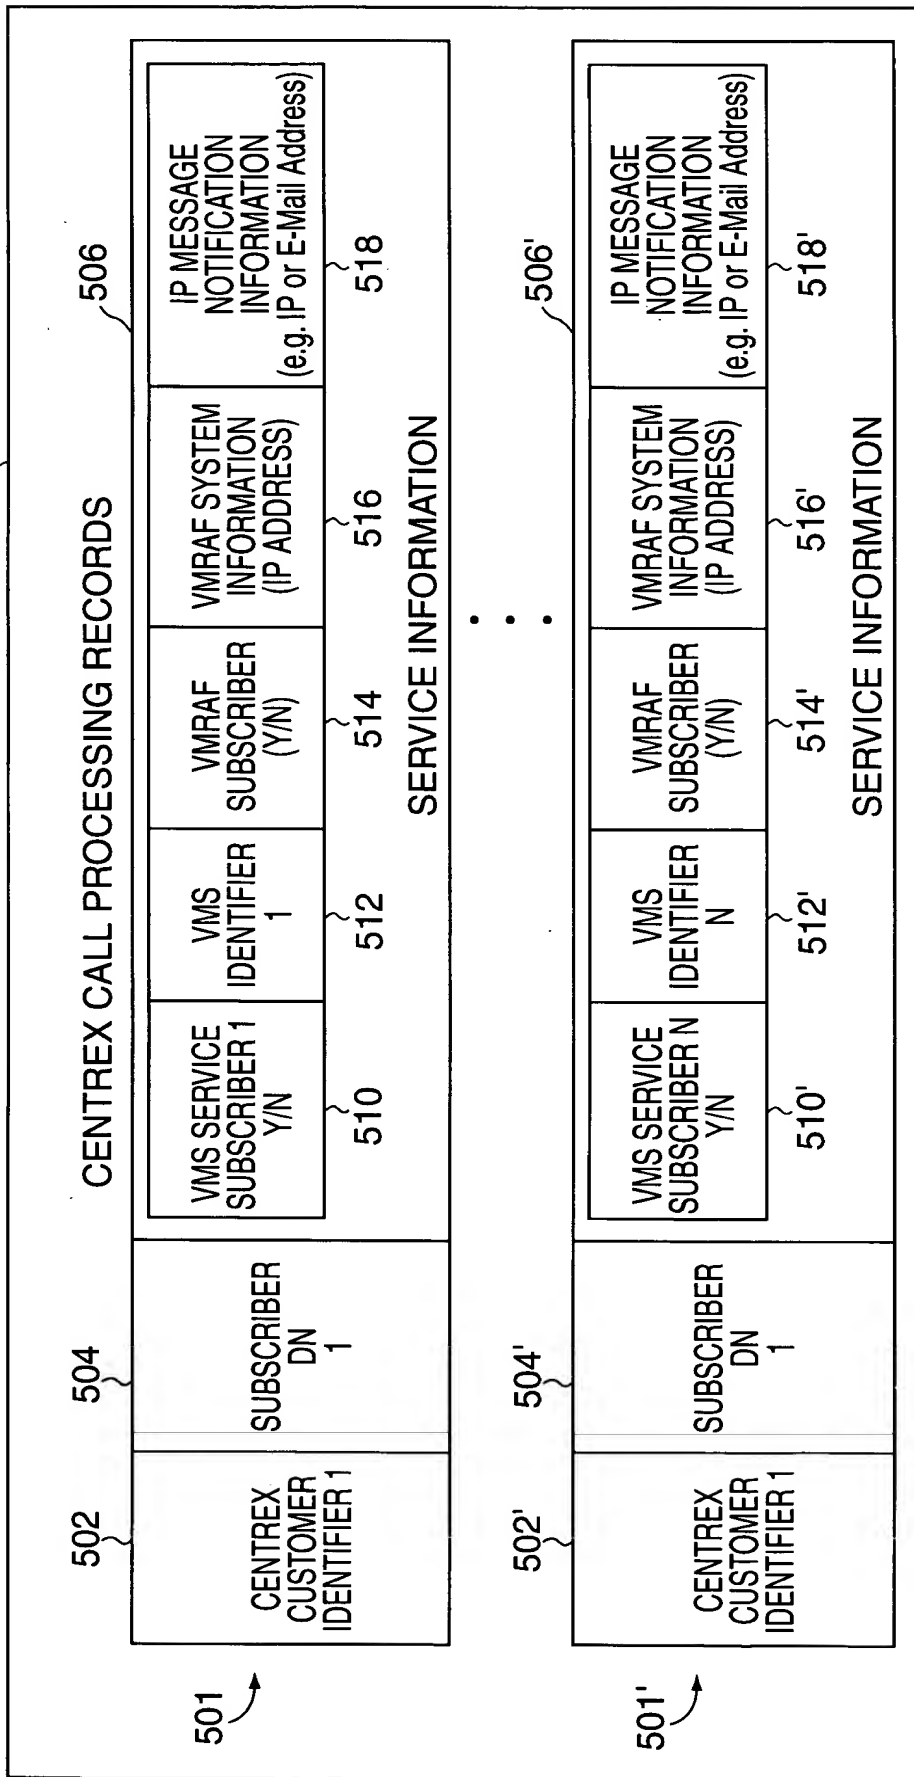 CENTREX CALL PROCESSING RECORDS
501
502
504
506
CENTREX
CUSTOMER
IDENTIFIER 1
SUBSCRIBER
DN
1
VMS SERVICE
SUBSCRIBER 1
Y/N
510
VMS
IDENTIFIER
1
512
VMRAF
SUBSCRIBER
(Y/N)
514
VMRAF SYSTEM
INFORMATION
(IP ADDRESS)
516
IP MESSAGE
NOTIFICATION
INFORMATION
(e.g. IP or E-Mail Address)
518
SERVICE INFORMATION
501'
502'
504'
506'
CENTREX
CUSTOMER
IDENTIFIER 1
SUBSCRIBER
DN
1
VMS SERVICE
SUBSCRIBER N
Y/N
510'
VMS
IDENTIFIER
N
512'
VMRAF
SUBSCRIBER
(Y/N)
514'
VMRAF SYSTEM
INFORMATION
(IP ADDRESS)
516'
IP MESSAGE
NOTIFICATION
INFORMATION
(e.g. IP or E-Mail Address)
518'
SERVICE INFORMATION